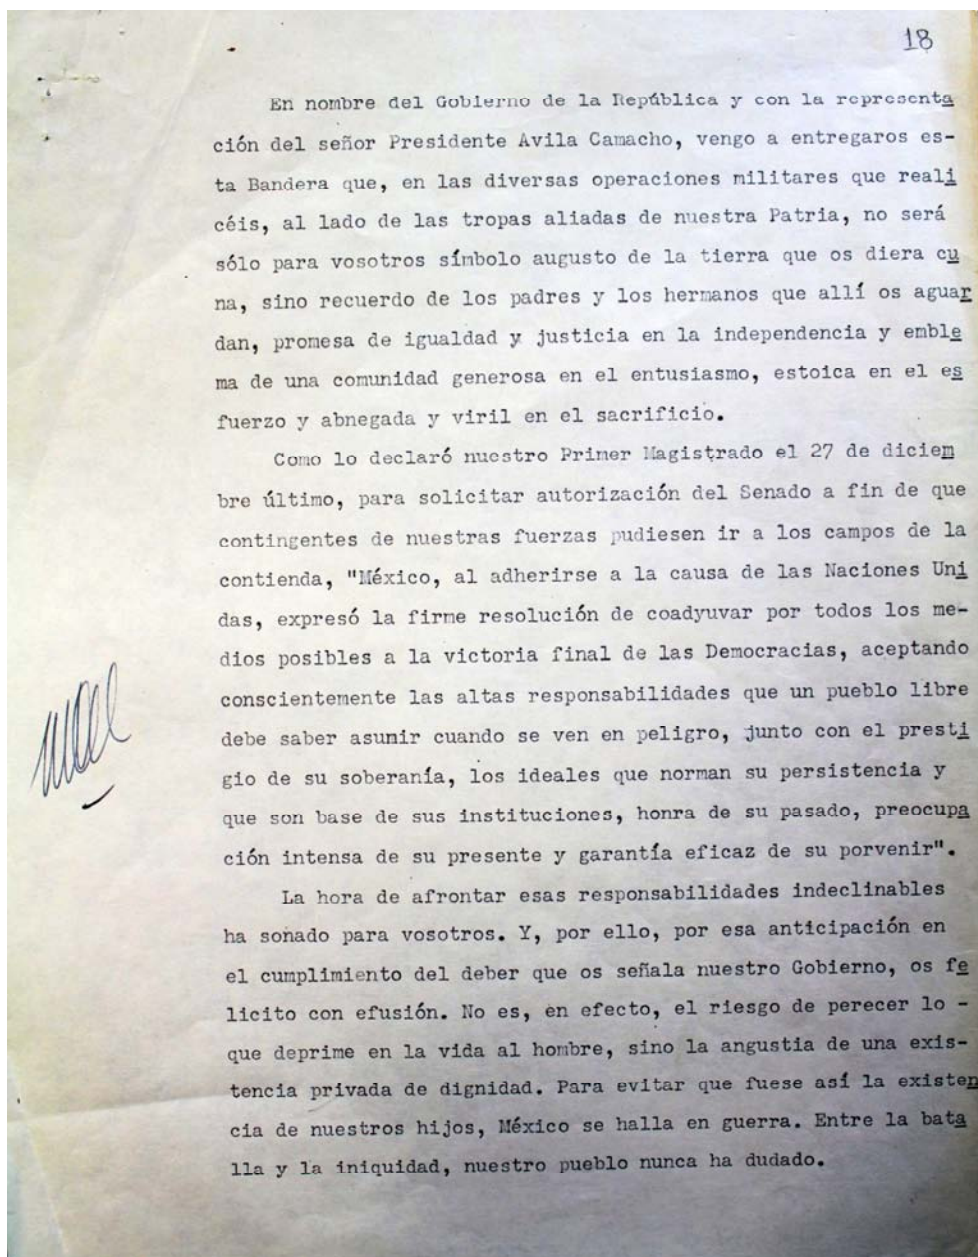 18
En nombre del Gobierno de la República y con la representa
ción del señor Presidente Avila Camacho, vengo a entregaros es-
ta Bandera que, en las diversas operaciones militares que reali
céis, al lado de las tropas aliadas de nuestra Patria, no será
sólo para vosotros símbolo augusto de la tierra que os diera cu
na, sino recuerdo de los padres y los hermanos que allí os aguar
dan, promesa de igualdad y justicia en la independencia y emble
ma de una comunidad generosa en el entusiasmo, estoica en el es
fuerzo y abnegada y viril en el sacrificio.
Como lo declaró nuestro Primer Magistrado el 27 de diciem
bre último, para solicitar autorización del Senado a fin de que
contingentes de nuestras fuerzas pudiesen ir a los campos de la
contienda, "México, al adherirse a la causa de las Naciones Uni
das, expresó la firme resolución de coadyuvar por todos los me-
dios posibles a la victoria final de las Democracias, aceptando
conscientemente las altas responsabilidades que un pueblo libre
debe saber asumir cuando se ven en peligro, junto con el presti
gio de su soberanía, los ideales que norman su persistencia y
que son base de sus instituciones, honra de su pasado, preocupa
ción intensa de su presente y garantía eficaz de su porvenir".
La hora de afrontar esas responsabilidades indeclinables
ha sonado para vosotros. Y, por ello, por esa anticipación en
el cumplimiento del deber que os señala nuestro Gobierno, os fe
licito con efusión. No es, en efecto, el riesgo de perecer lo -
que deprime en la vida al hombre, sino la angustia de una exis-
tencia privada de dignidad. Para evitar que fuese así la existen
cia de nuestros hijos, México se halla en guerra. Entre la bata
lla y la iniquidad, nuestro pueblo nunca ha dudado.